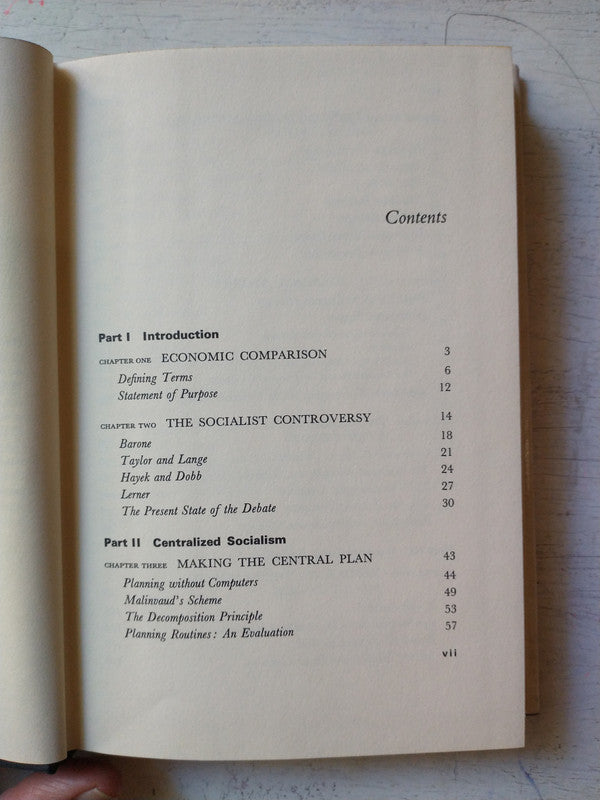 Contents
Part I Introduction
CHAPTER ONE ECONOMIC COMPARISON 3
Defining Terms 6
Statement of Purpose 12
CHAPTER TWO THE SOCIALIST CONTROVERSY 14
Barone 18
Taylor and Lange 21
Hayek and Dobb 24
Lerner 27
The Present State of the Debate 30
Part II Centralized Socialism
CHAPTER THREE MAKING THE CENTRAL PLAN 43
Planning without Computers 44
Malinvaud's Scheme 49
The Decomposition Principle 53
Planning Routines: An Evaluation 57
vii